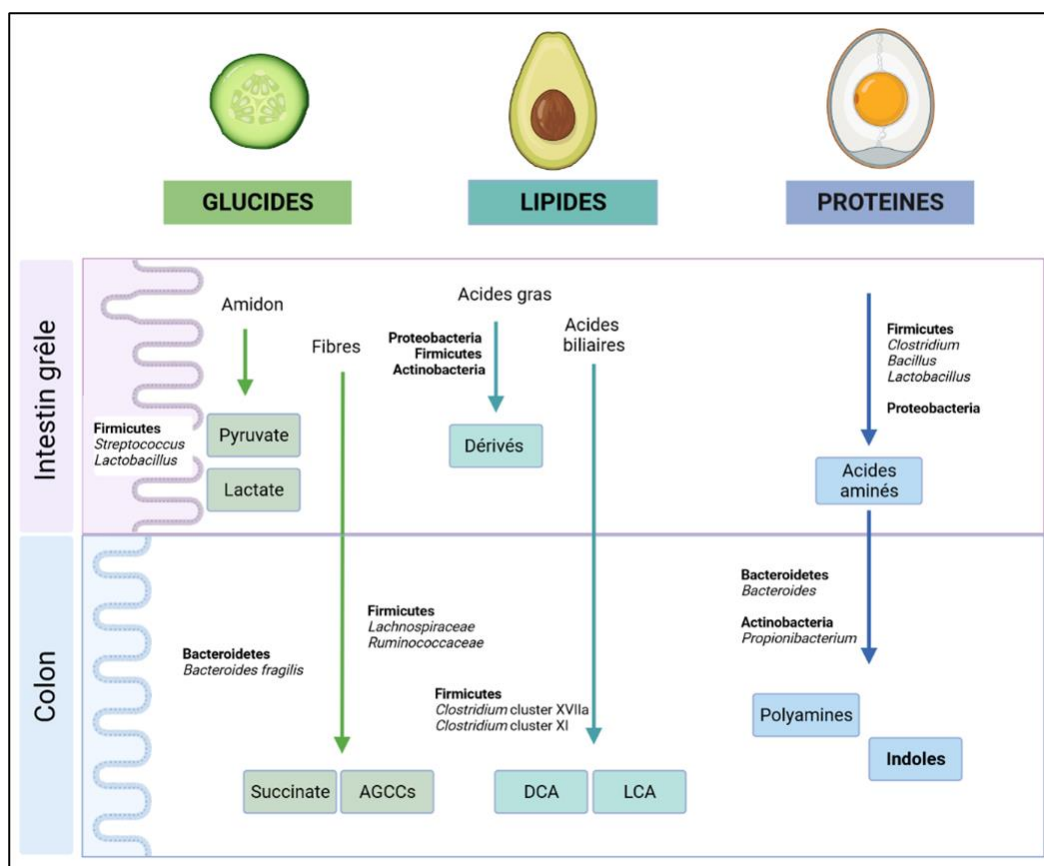 GLUCIDES
LIPIDES
PROTEINES
Intestin grêle
Amidon
Fibres
Firmicutes
Streptococcus
Lactobacillus
Pyruvate
Lactate
Acides gras
Proteobacteria
Firmicutes
Actinobacteria
Dérivés
Acides
biliaires
Firmicutes
Clostridium
Bacillus
Lactobacillus
Proteobacteria
Acides
aminés
Colon
Bacteroidetes
Bacteroides fragilis
Firmicutes
Lachnospiraceae
Ruminococcaceae
Succinate
AGCCs
Firmicutes
Clostridium cluster XVIIa
Clostridium cluster XI
DCA
LCA
Bacteroidetes
Bacteroides
Actinobacteria
Propionibacterium
Polyamines
Indoles